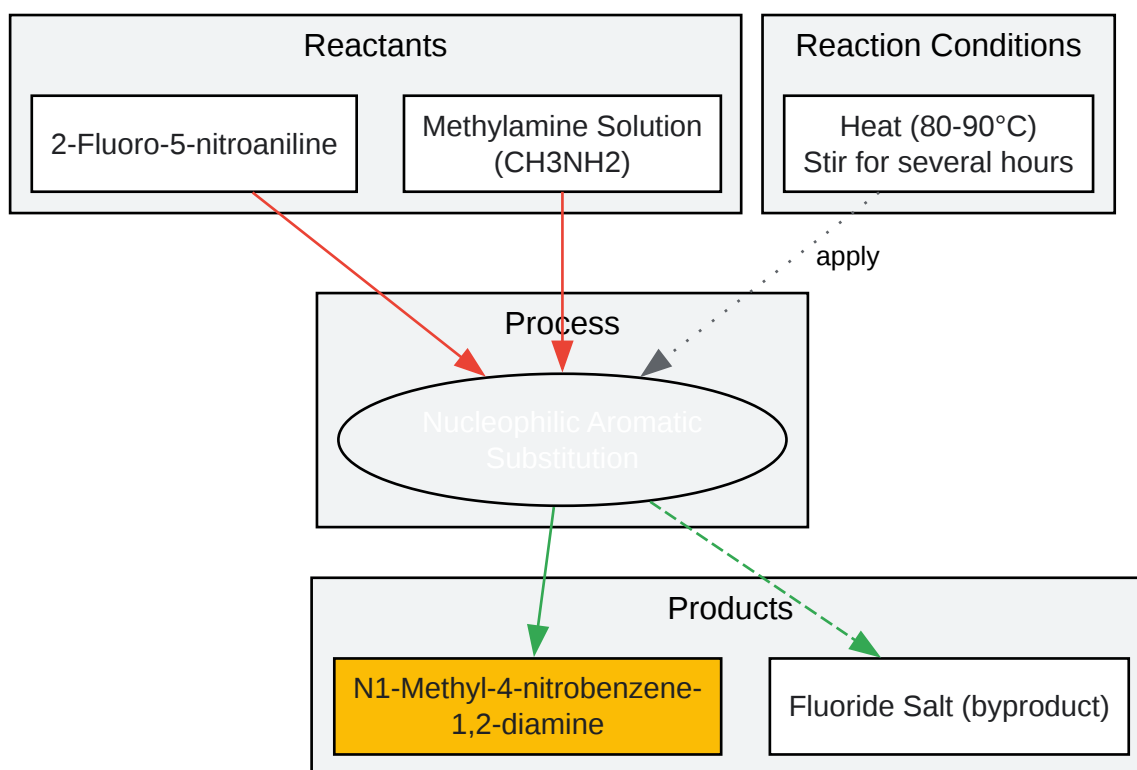 Reactants
Reaction Conditions
2-Fluoro-5-nitroaniline
Methylamine Solution
(CH3NH2)
Heat (80-90°C)
Stir for several hours
apply
Process
Nucleophilic Aromatic
Substitution
Products
N1-Methyl-4-nitrobenzene-
1,2-diamine
Fluoride Salt (byproduct)